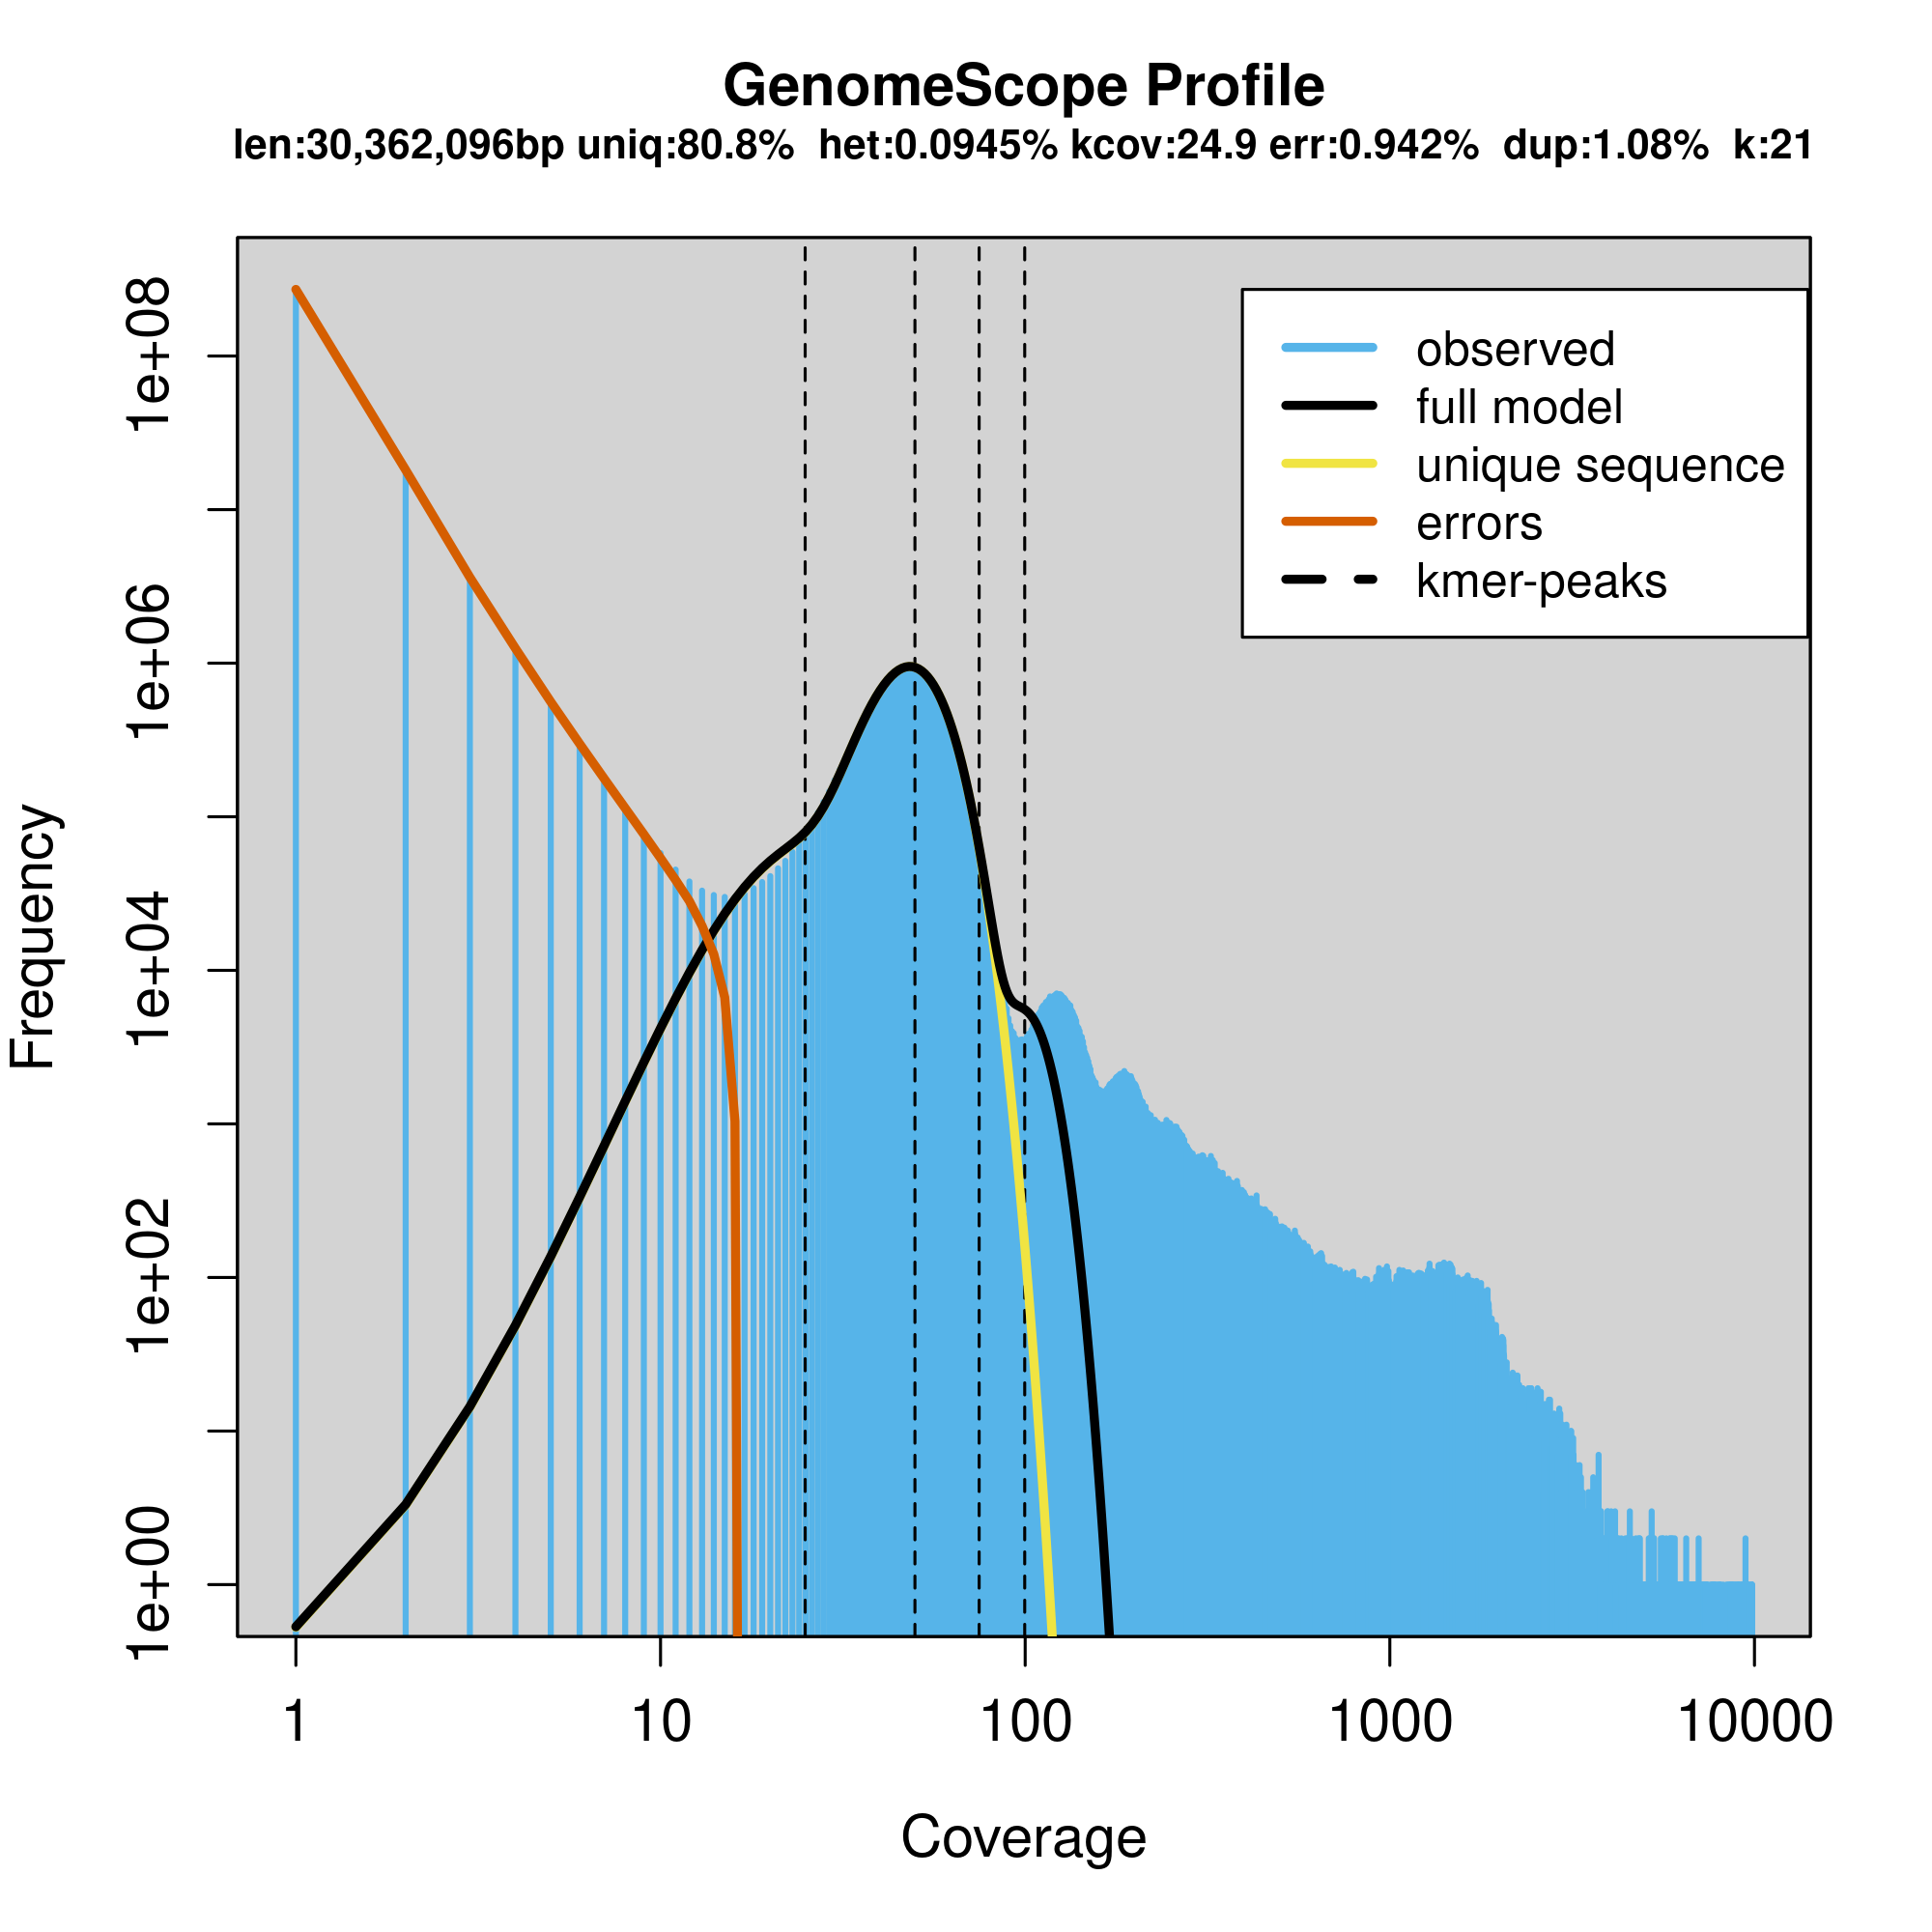 GenomeScope Profile
len:30,362,096bp uniq:80.8% het:0.0945% kcov:24.9 err:0.942% dup:1.08% k:21
observed
full model
unique sequence
errors
kmer-peaks
Frequency
1e+08
1e+06
1e+04
1e+02
1e+00
1 10 100 1000 10000
Coverage